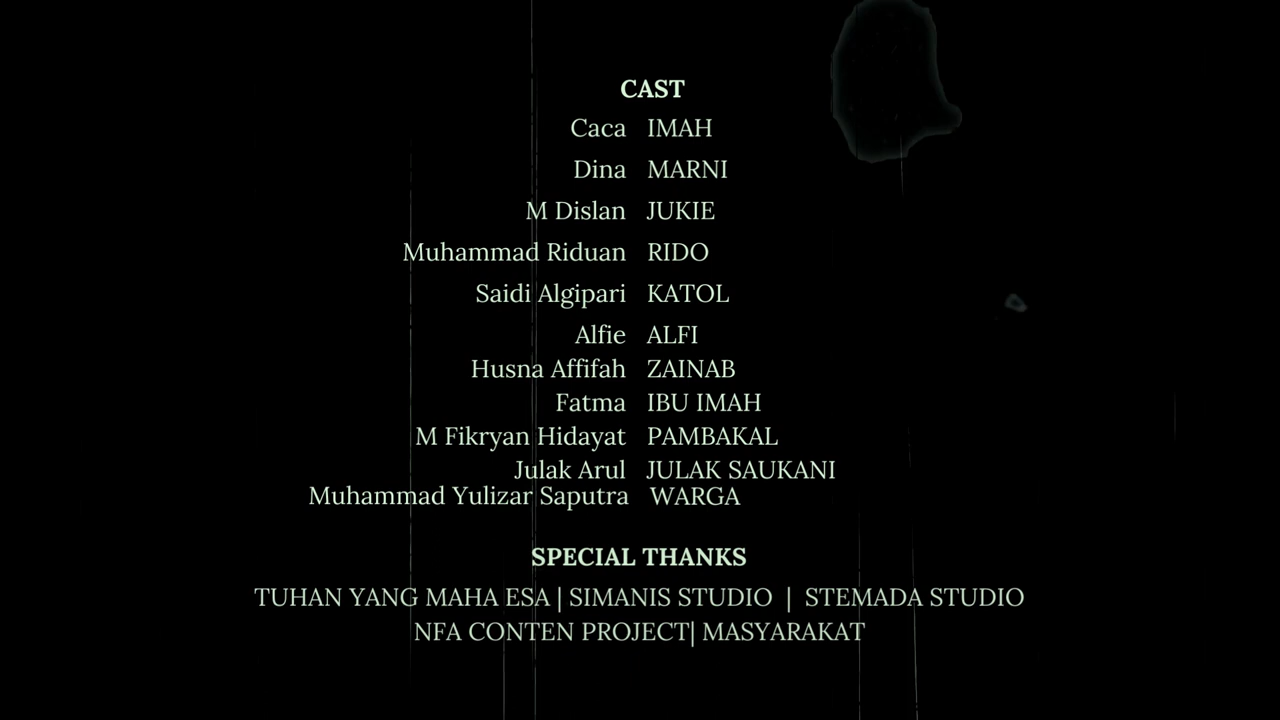 CAST
Caca IMAH
Dina MARNI
M Dislan JUKIE
Muhammad Riduan RIDO
Saidi Algipari KATOL
Alfie ALFI
Husna Affifah ZAINAB
Fatma IBU IMAH
M Fikryan Hidayat PAMBAKAL
Julak Arul JULAK SAUKANI
Muhammad Yulizar Saputra WARGA
SPECIAL THANKS
TUHAN YANG MAHA ESA | SIMANIS STUDIO | STEMADA STUDIO
NFA CONTEN PROJECT| MASYARAKAT